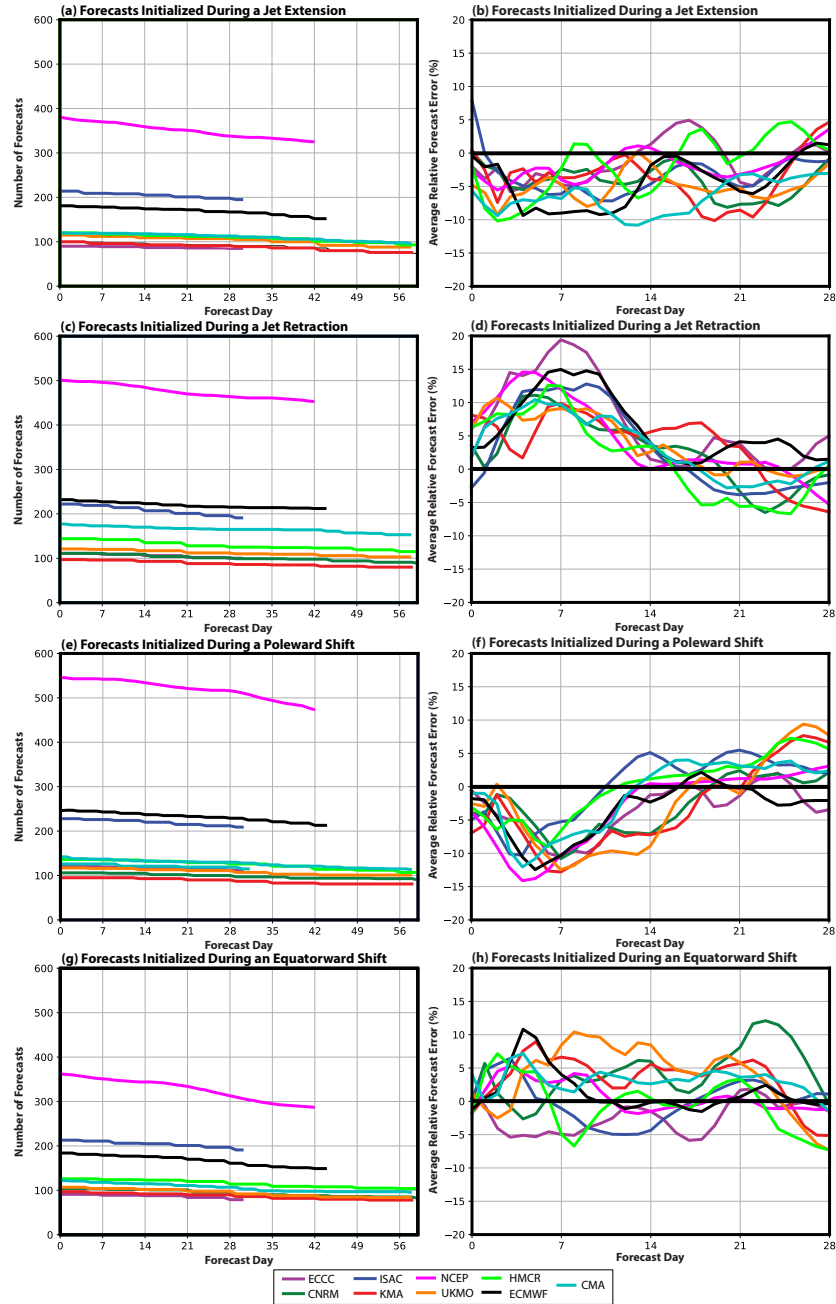 (a) Forecasts Initialized During a Jet Extension
Number of Forecasts
600
500
400
300
200
100
0
0 7 14 21 28 35 42 49 56
Forecast Day
(b) Forecasts Initialized During a Jet Extension
Average Relative Forecast Error (%)
20
15
10
5
0
−5
−10
−15
−20
0 7 14 21 28
Forecast Day
(c) Forecasts Initialized During a Jet Retraction
Number of Forecasts
600
500
400
300
200
100
0
0 7 14 21 28 35 42 49 56
Forecast Day
(d) Forecasts Initialized During a Jet Retraction
Average Relative Forecast Error (%)
20
15
10
5
0
−5
−10
−15
−20
0 7 14 21 28
Forecast Day
(e) Forecasts Initialized During a Poleward Shift
Number of Forecasts
600
500
400
300
200
100
0
0 7 14 21 28 35 42 49 56
Forecast Day
(f) Forecasts Initialized During a Poleward Shift
Average Relative Forecast Error (%)
20
15
10
5
0
−5
−10
−15
−20
0 7 14 21 28
Forecast Day
(g) Forecasts Initialized During an Equatorward Shift
Number of Forecasts
600
500
400
300
200
100
0
0 7 14 21 28 35 42 49 56
Forecast Day
(h) Forecasts Initialized During an Equatorward Shift
Average Relative Forecast Error (%)
20
15
10
5
0
−5
−10
−15
−20
0 7 14 21 28
Forecast Day
ECCC ISAC NCEP HMCR CMA
CNRM KMA UKMO ECMWF